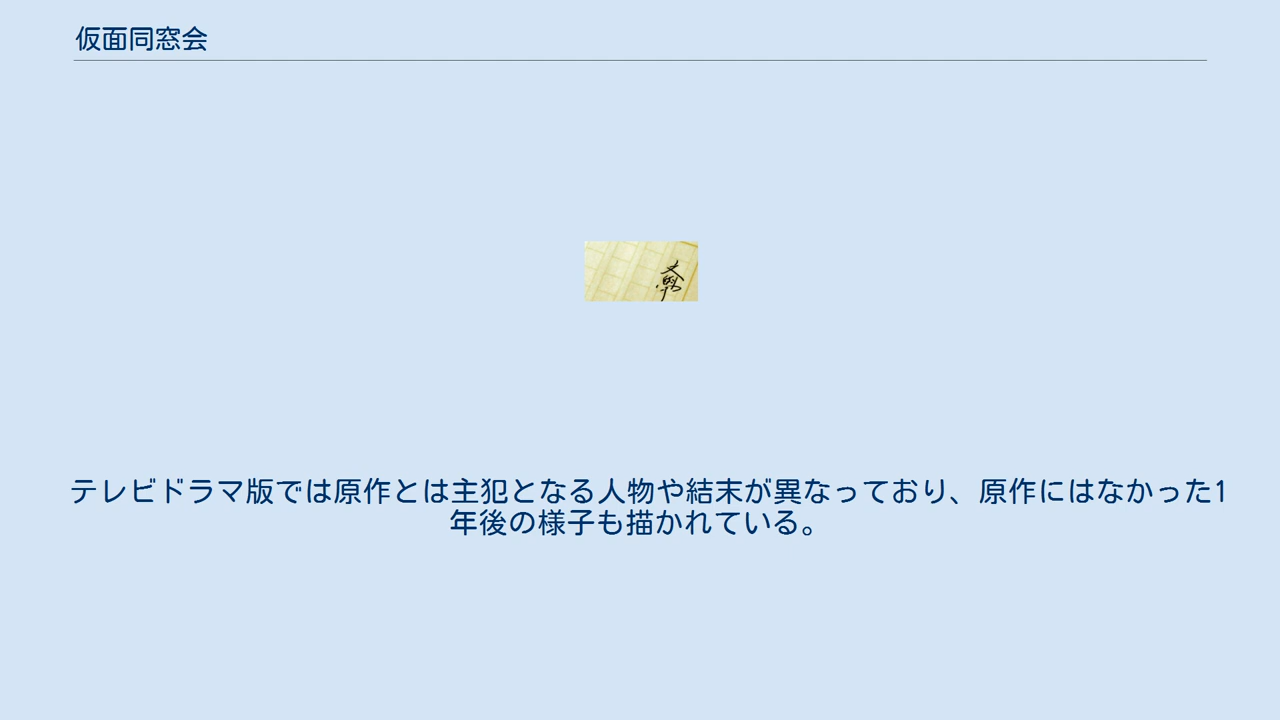 仮面同窓会
テレビドラマ版では原作とは主犯となる人物や結末が異なっており、原作にはなかった1
年後の様子も描かれている。